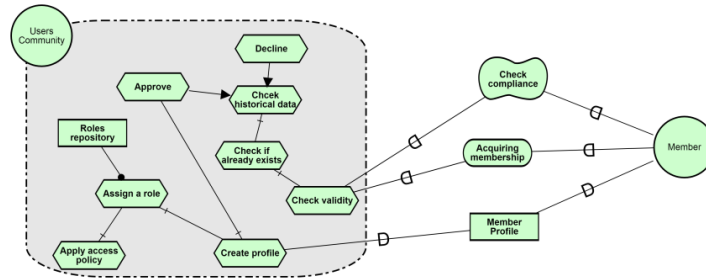 Users
Community
Decline
Approve
Chcek
historical data
Check
compliance
Roles
repository
Check if
already exists
Acquiring
membership
Member
Assign a role
Check validity
Member
Profile
Apply access
policy
Create profile